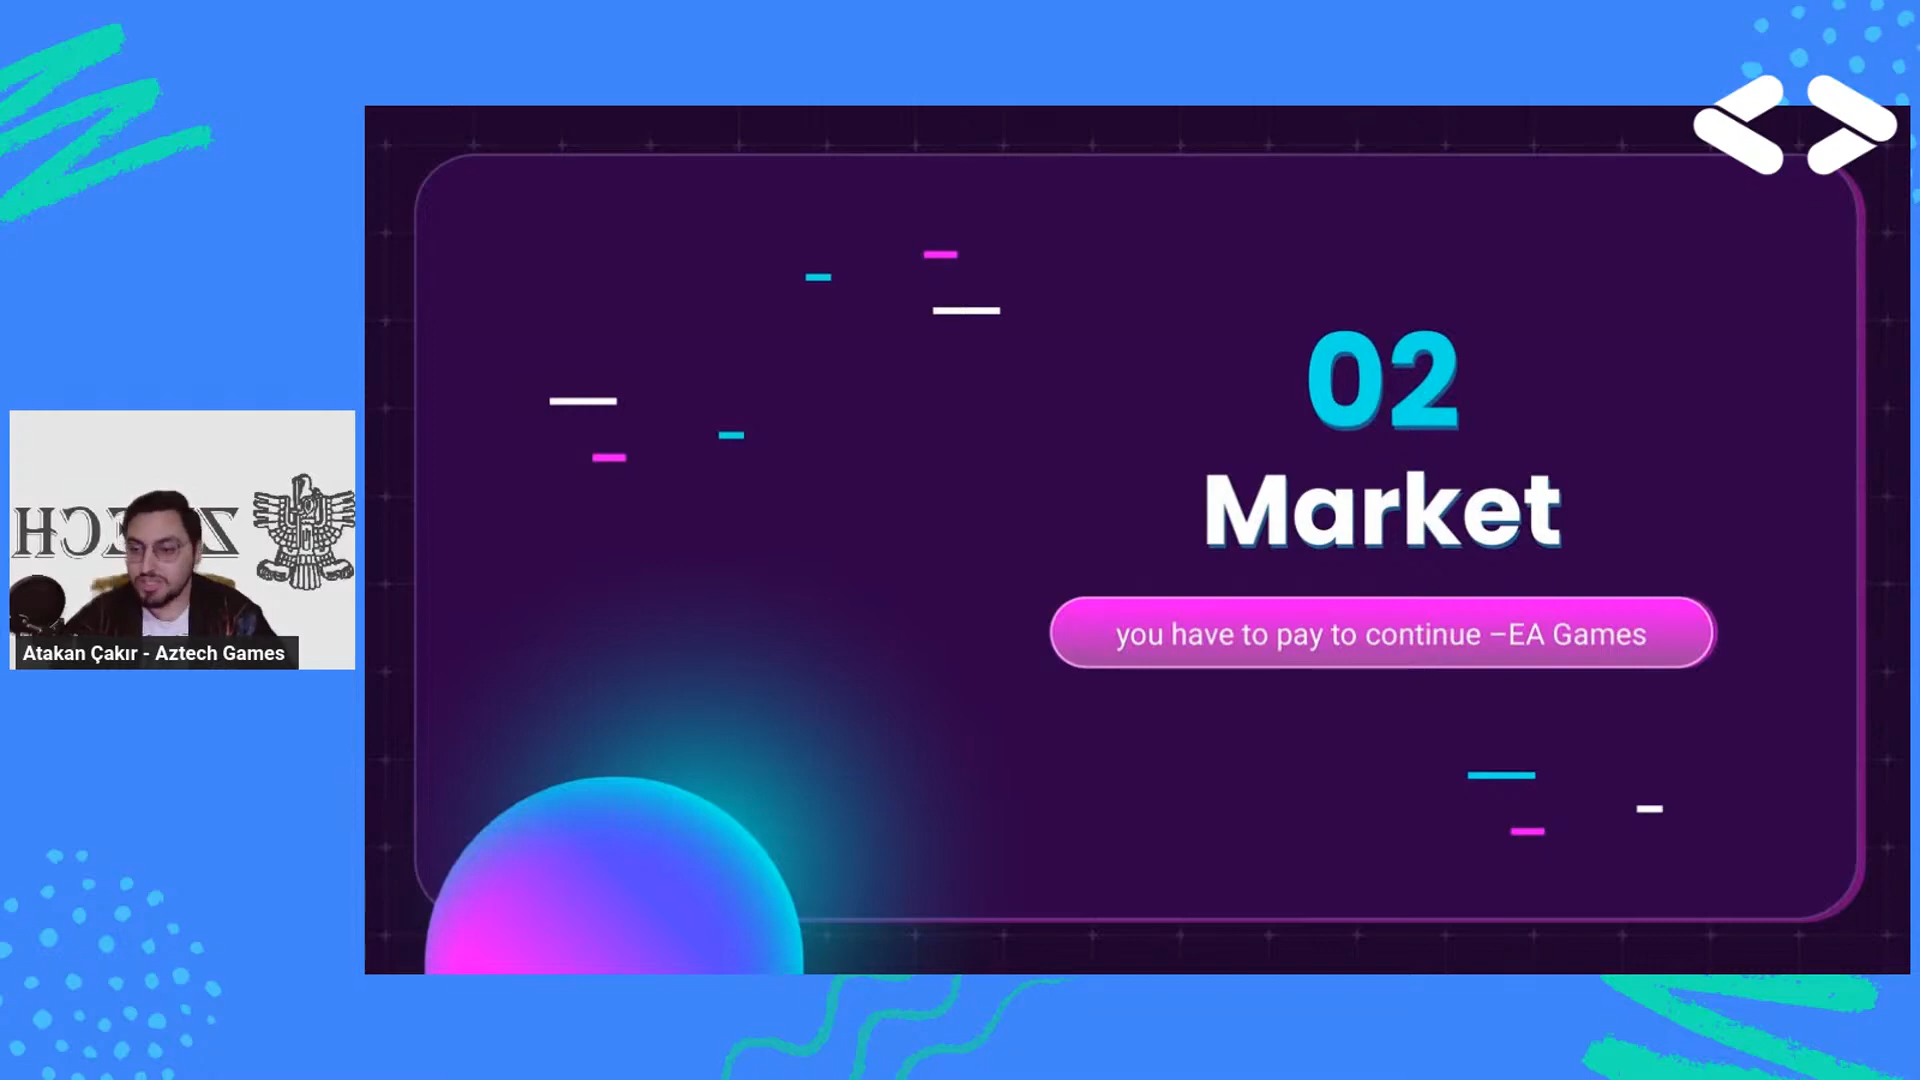 02
Market
you have to pay to continue –EA Games
Atakan Çakır - Aztech Games